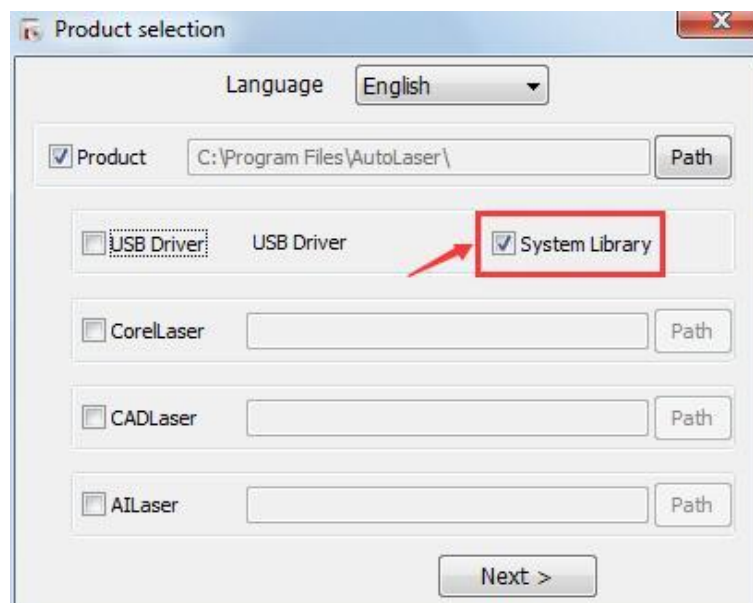 Product selection
Language English
Product C:\Program Files\AutoLaser\ Path
USB Driver USB Driver System Library
CorelLaser Path
CADLaser Path
AILaser Path
Next >